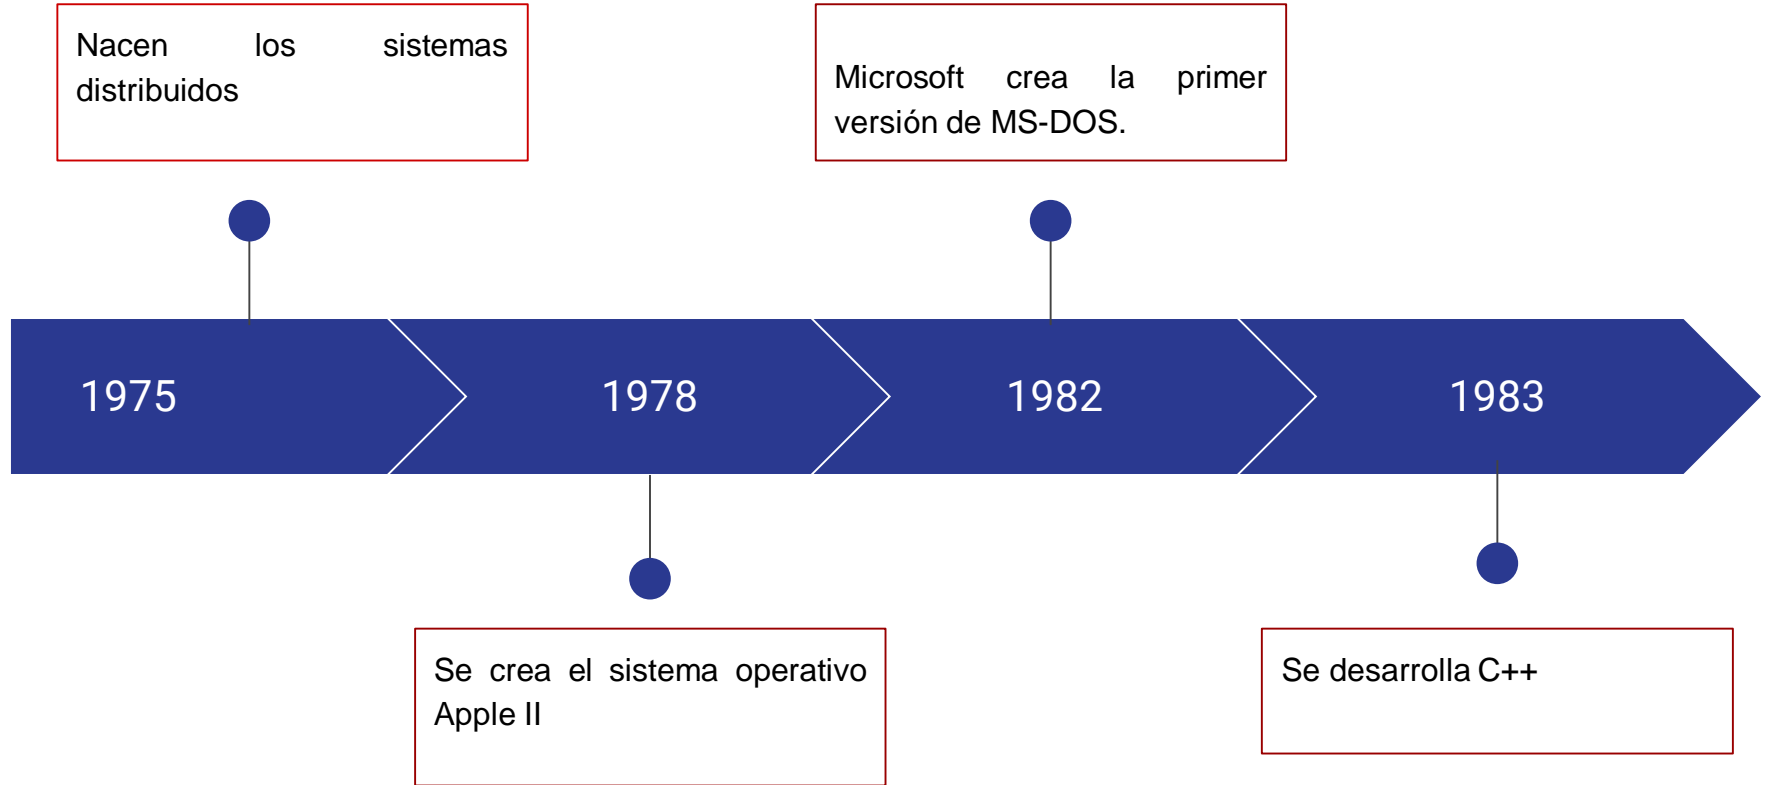 Nacen los sistemas
distribuidos
Microsoft crea la primer
versión de MS-DOS.
1975
1978
1982
1983
Se crea el sistema operativo
Apple II
Se desarrolla C++